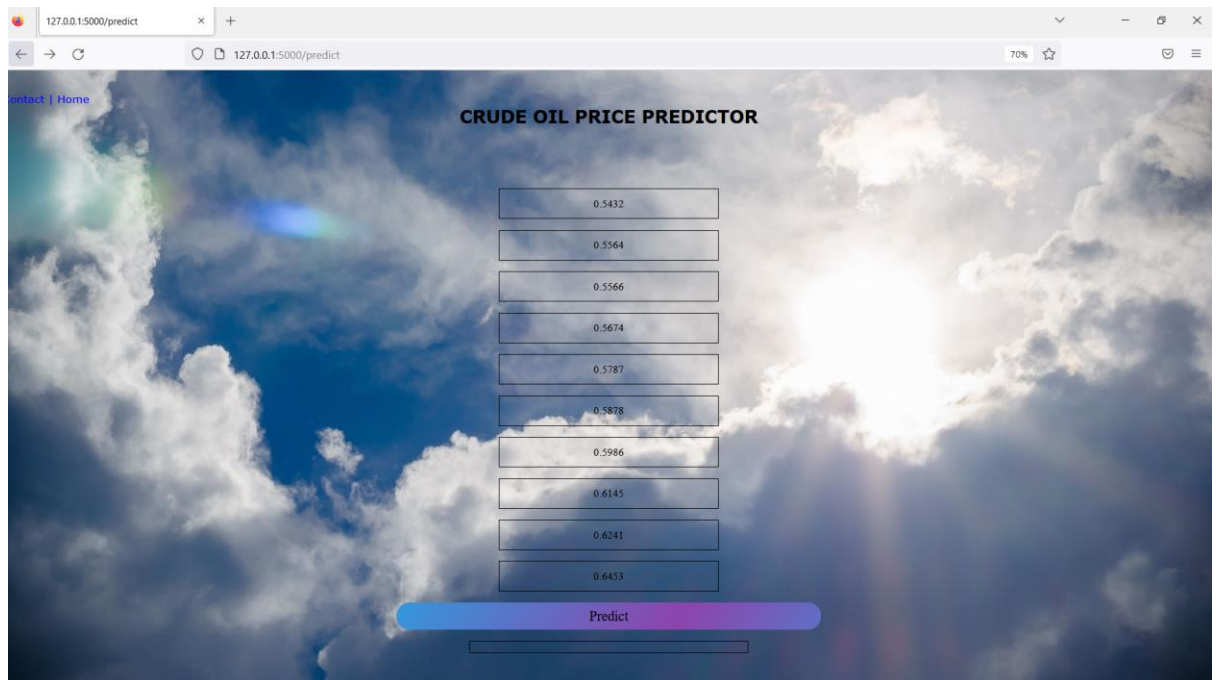 127.0.0.1:5000/predict
127.0.0.1:5000/predict
70%
ontact | Home
CRUDE OIL PRICE PREDICTOR
0.5432
0.5564
0.5566
0.5674
0.5787
0.5878
0.5986
0.6145
0.6241
0.6453
Predict